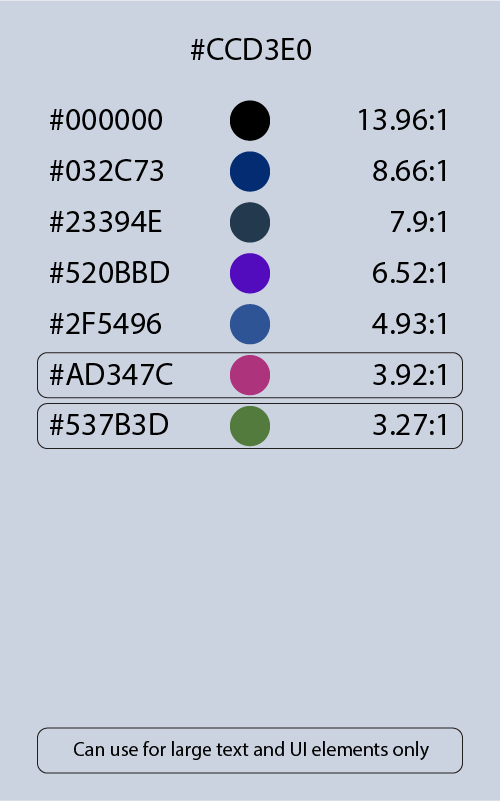 #CCD3E0
#000000 13.96:1
#032C73 8.66:1
#23394E 7.9:1
#520BBD 6.52:1
#2F5496 4.93:1
#AD347C 3.92:1
#537B3D 3.27:1
Can use for large text and UI elements only